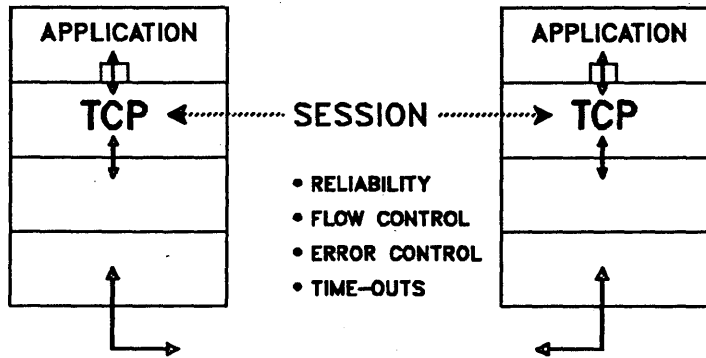 APPLICATION
APPLICATION
TCP
SESSION
TCP
• RELIABILITY
• FLOW CONTROL
• ERROR CONTROL
• TIME-OUTS